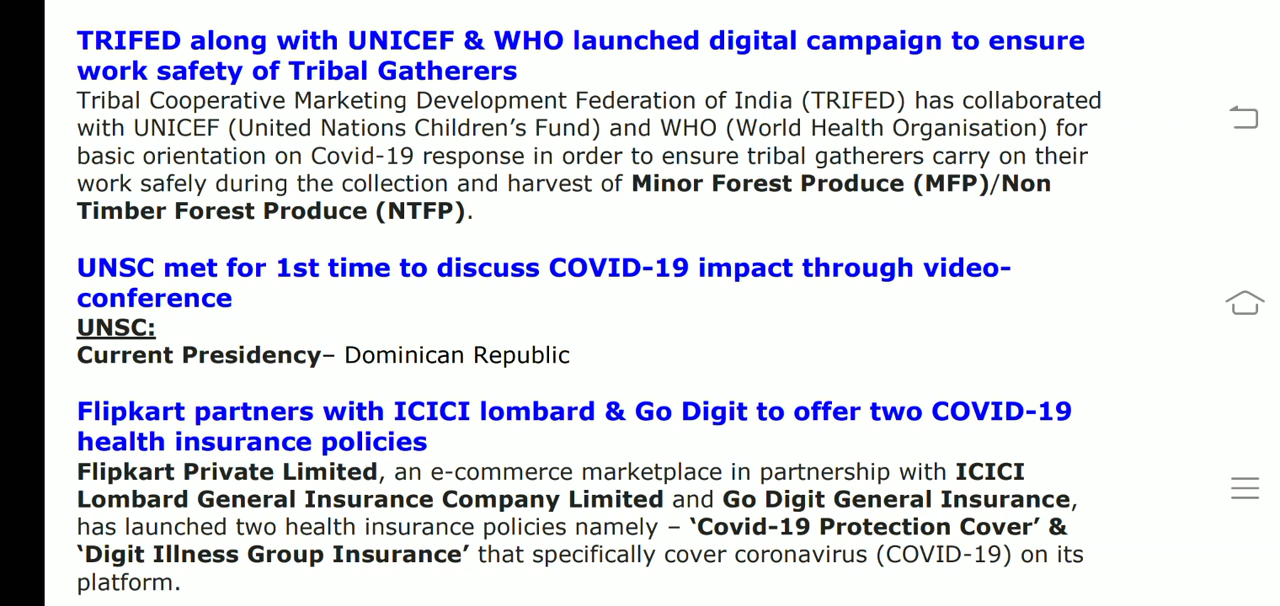 TRIFED along with UNICEF & WHO launched digital campaign to ensure
work safety of Tribal Gatherers
Tribal Cooperative Marketing Development Federation of India (TRIFED) has collaborated
with UNICEF (United Nations Children’s Fund) and WHO (World Health Organisation) for
basic orientation on Covid-19 response in order to ensure tribal gatherers carry on their
work safely during the collection and harvest of Minor Forest Produce (MFP)/Non
Timber Forest Produce (NTFP).
UNSC met for 1st time to discuss COVID-19 impact through video-
conference
UNSC:
Current Presidency– Dominican Republic
Flipkart partners with ICICI lombard & Go Digit to offer two COVID-19
health insurance policies
Flipkart Private Limited, an e-commerce marketplace in partnership with ICICI
Lombard General Insurance Company Limited and Go Digit General Insurance,
has launched two health insurance policies namely – ‘Covid-19 Protection Cover’ &
‘Digit Illness Group Insurance’ that specifically cover coronavirus (COVID-19) on its
platform.